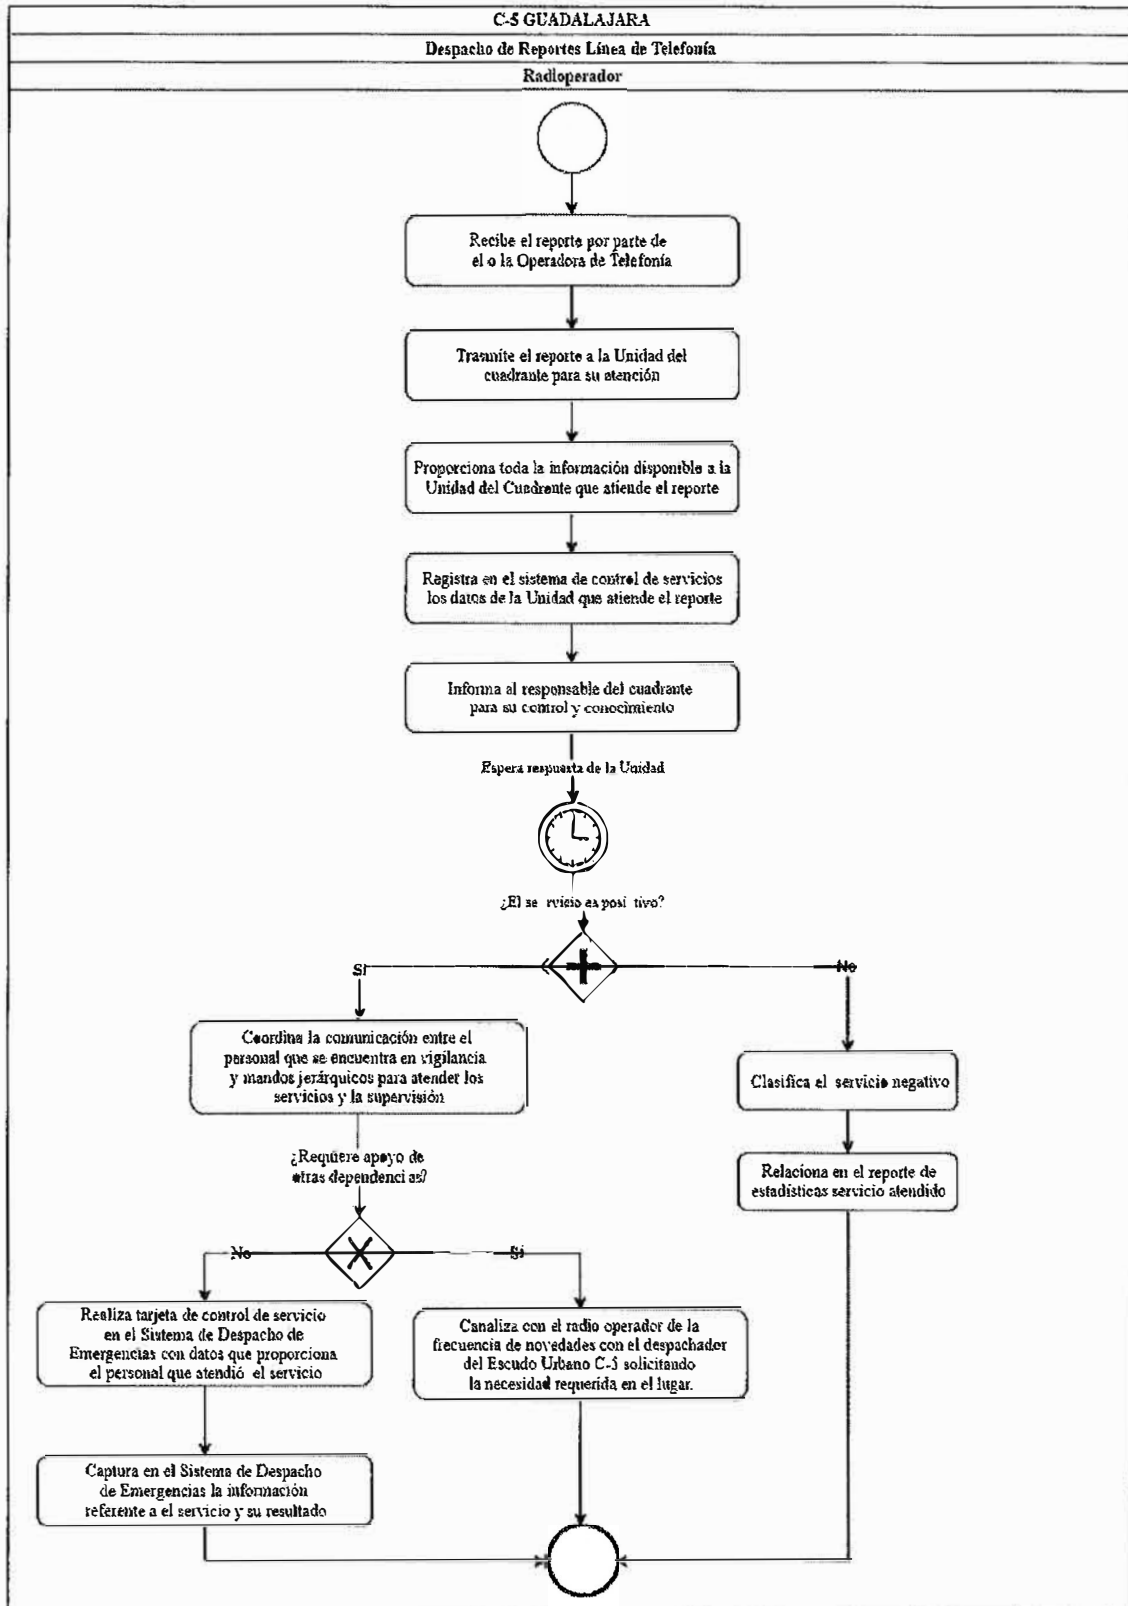 C-5 GUADALAJARA
Despacho de Reportes Línea de Telefonía
Radioperador
Recibe el reporte por parte de
el o la Operadora de Telefonía
Trasmite el reporte a la Unidad del
cuadrante para su atención
Proporciona toda la información disponible a la
Unidad del Cuadrante que atiende el reporte
Registra en el sistema de control de servicios
los datos de la Unidad que atiende el reporte
Informa al responsable del cuadrante
para su control y conocimiento
Espera respuesta de la Unidad
¿El servicio es positivo?
Si
No
Coordina la comunicación entre el
personal que se encuentra en vigilancia
y mandos jerárquicos para atender los
servicios y la supervisión
Clasifica el servicio negativo
¿Requiere apoyo de
otras dependencias?
Relaciona en el reporte de
estadísticas servicio atendido
No
Si
Realiza tarjeta de control de servicio
en el Sistema de Despacho de
Emergencias con datos que proporciona
el personal que atendió el servicio
Canaliza con el radio operador de la
frecuencia de novedades con el despachador
del Escudo Urbano C-5 solicitando
la necesidad requerida en el lugar.
Captura en el Sistema de Despacho
de Emergencias la información
referente a el servicio y su resultado